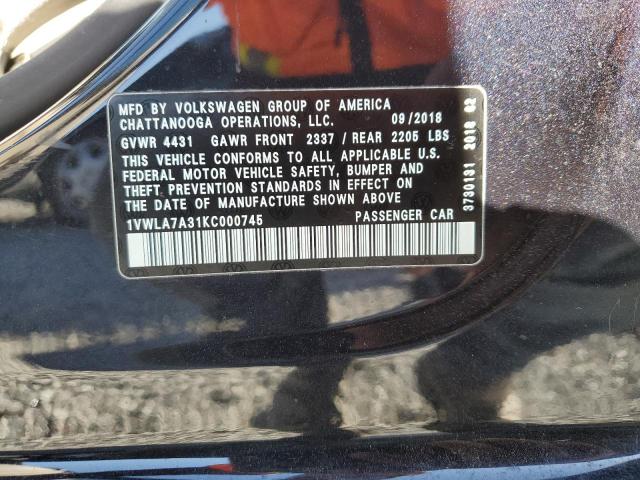 MFD BY VOLKSWAGEN GROUP OF AMERICA
CHATTANOOGA OPERATIONS, LLC. 09/2018
GVWR 4431 GAWR FRONT 2337 / REAR 2205 LBS
THIS VEHICLE CONFORMS TO ALL APPLICABLE U.S.
FEDERAL MOTOR VEHICLE SAFETY, BUMPER AND
THEFT PREVENTION STANDARDS IN EFFECT ON
THE DATE OF MANUFACTURE SHOWN ABOVE
1VWLA7A31KC000745 PASSENGER CAR
3730131 2018 82